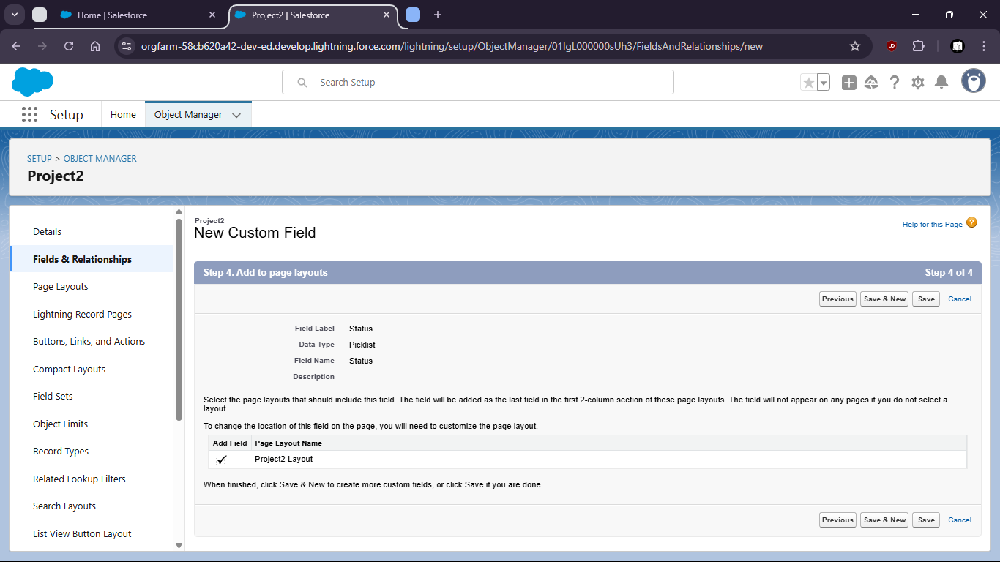 Home | Salesforce
Project2 | Salesforce
orgfarm-58cb620a42-dev-ed.develop.lightning.force.com/lightning/setup/ObjectManager/01IgL000000sUh3/FieldsAndRelationships/new
Search Setup
Setup
Home
Object Manager
SETUP > OBJECT MANAGER
Project2
Details
Fields & Relationships
Page Layouts
Lightning Record Pages
Buttons, Links, and Actions
Compact Layouts
Field Sets
Object Limits
Record Types
Related Lookup Filters
Search Layouts
List View Button Layout
Project2
New Custom Field
Help for this Page ?
Step 4. Add to page layouts
Step 4 of 4
Previous Save & New Save Cancel
Field Label Status
Data Type Picklist
Field Name Status
Description
Select the page layouts that should include this field. The field will be added as the last field in the first 2-column section of these page layouts. The field will not appear on any pages if you do not select a
layout.
To change the location of this field on the page, you will need to customize the page layout.
Add Field Page Layout Name
Project2 Layout
When finished, click Save & New to create more custom fields, or click Save if you are done.
Previous Save & New Save Cancel